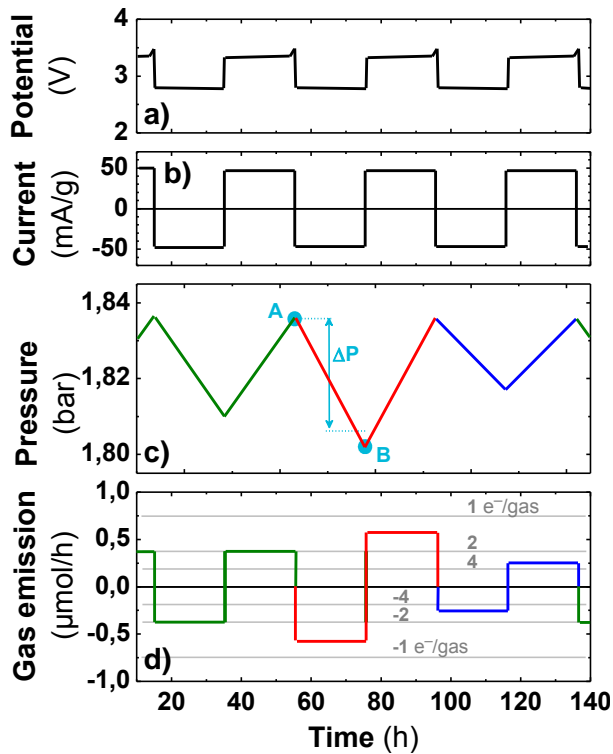 Potential
(V)
4
3
2
a)
Current
(mA/g)
50
0
-50
b)
Pressure
(bar)
1,84
1,82
1,80
A
ΔP
B
c)
Gas emission
(µmol/h)
1,0
0,5
0,0
-0,5
-1,0
1 e⁻/gas
2
4
-4
-2
-1 e⁻/gas
d)
20 40 60 80 100 120 140
Time (h)